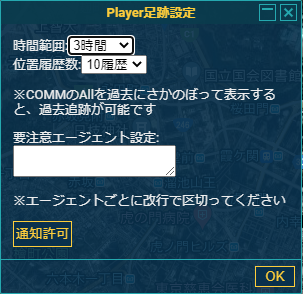 Player足跡設定
時間範囲:3時間
位置履歴数:10履歴
※COMMのAllを過去にさかのぼって表示する
と、過去追跡が可能です
要注意エージェント設定:
※エージェントごとに改行で区切ってください
通知許可
OK